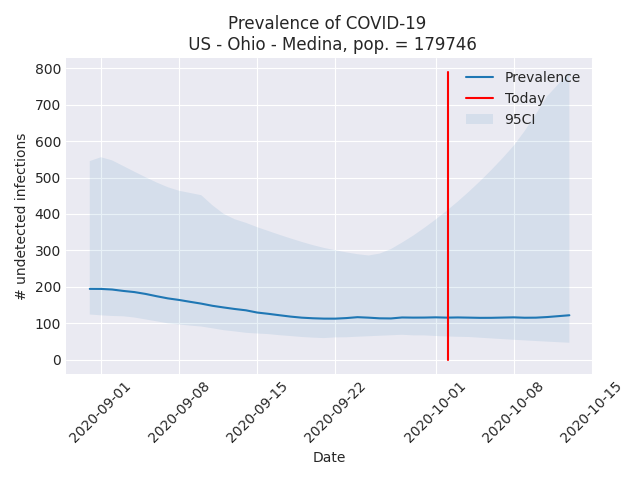 Prevalence of COVID-19
US - Ohio - Medina, pop. = 179746
800
700
600
500
400
300
200
100
0
# undetected infections
Prevalence
Today
95CI
2020-09-01
2020-09-08
2020-09-15
2020-09-22
2020-10-01
2020-10-08
2020-10-15
Date